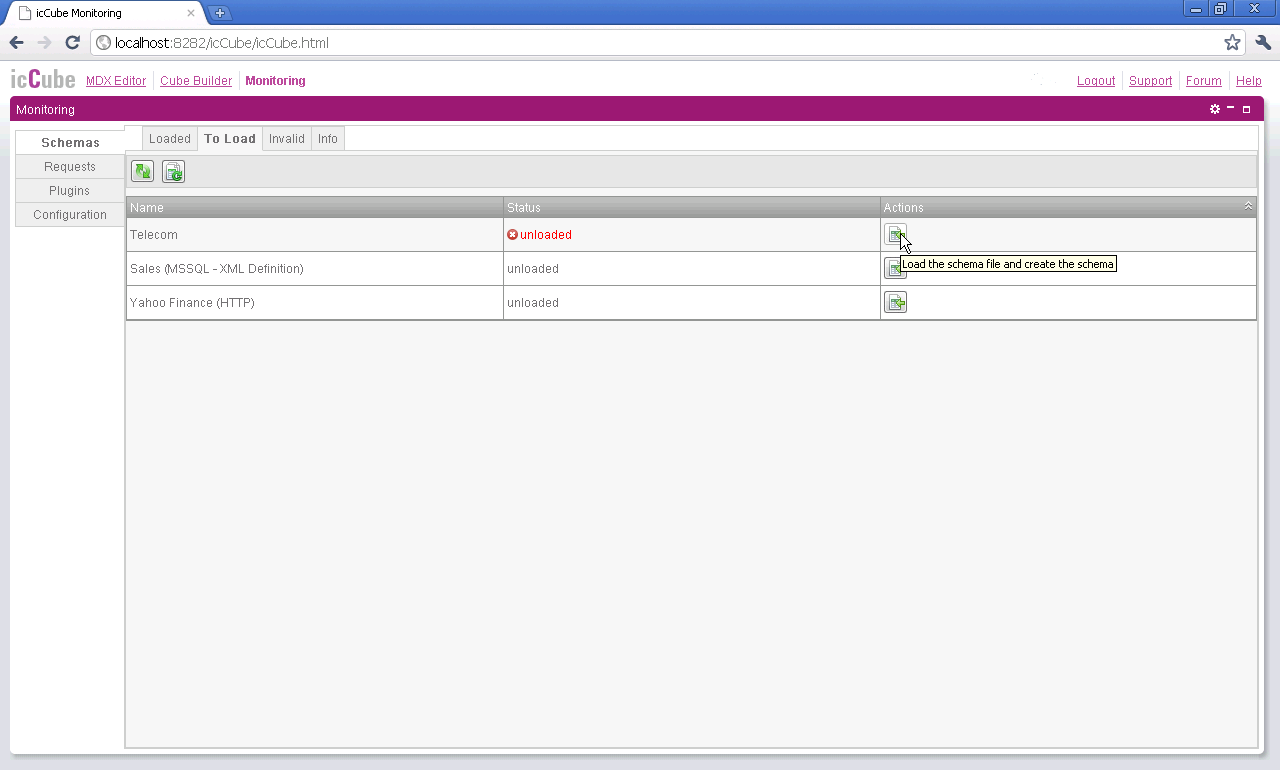 icCube Monitoring
localhost:8282/icCube/icCube.html
icCube MDX Editor Cube Builder Monitoring Logout Support Forum Help
Monitoring
Schemas
Requests
Plugins
Configuration
Loaded To Load Invalid Info
Name Status Actions
Telecom unloaded
Load the schema file and create the schema
Sales (MSSQL - XML Definition) unloaded
Yahoo Finance (HTTP) unloaded